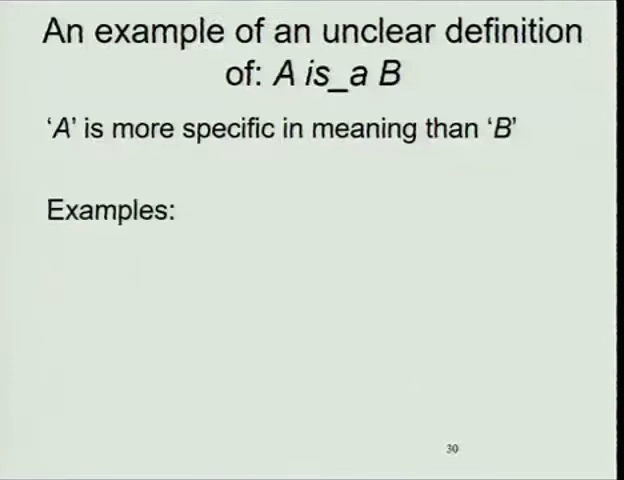 An example of an unclear definition
of: A is_a B
‘A’ is more specific in meaning than ‘B’
Examples:
30